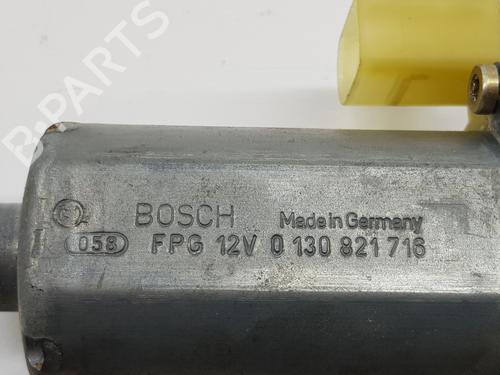 B-PARTS
BOSCH Made in Germany
058 FPG 12V 0 130 821 716